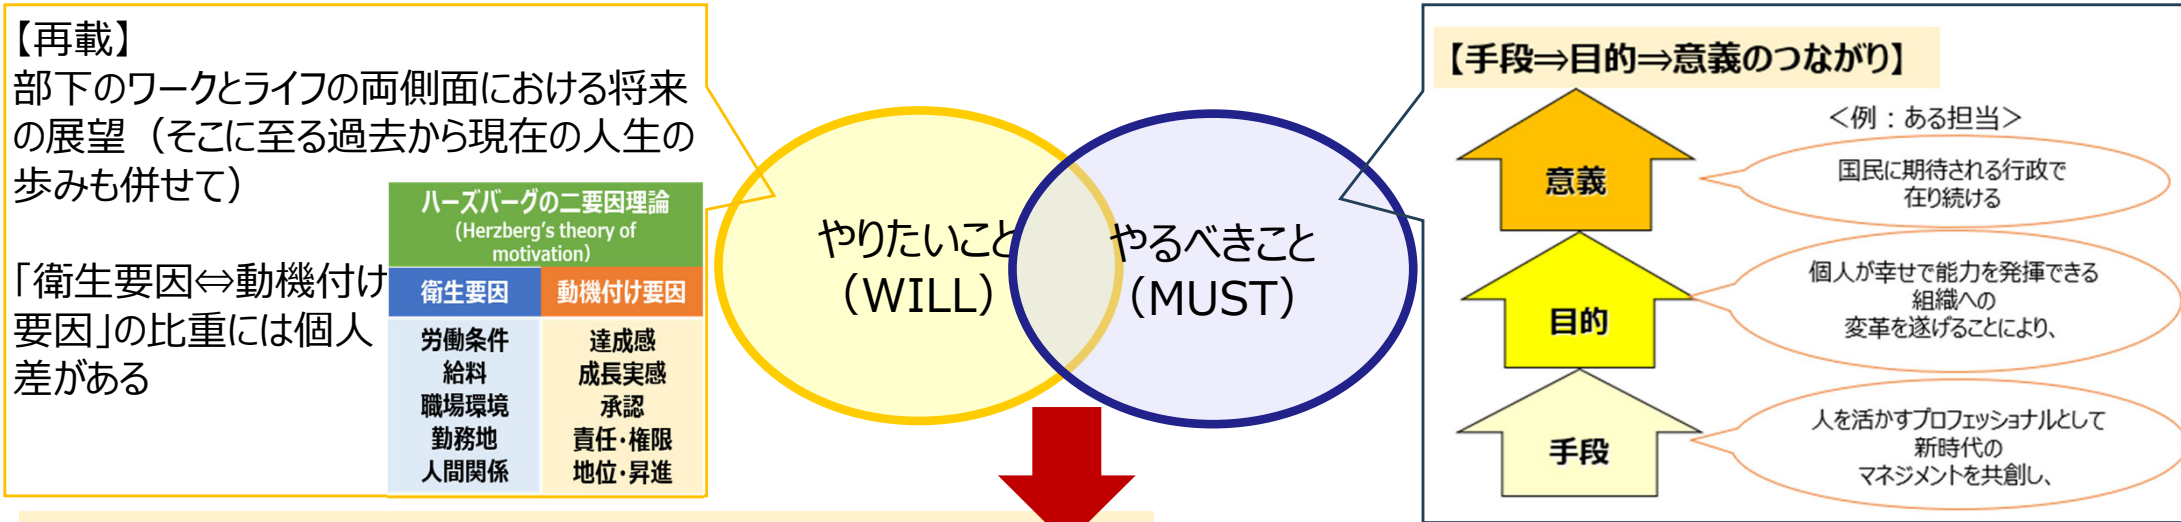 【再載】
部下のワークとライフの両側面における将来
の展望（そこに至る過去から現在の人生の
歩みも併せて）
「衛生要因⇔動機付け
要因」の比重には個人
差がある
ハーズバーグの二要因理論
(Herzberg's theory of
motivation)
衛生要因 動機付け要因
労働条件 達成感
給料 成長実感
職場環境 承認
勤務地 責任・権限
人間関係 地位・昇進
やりたいこと
（WILL）
やるべきこと
（MUST）
【手段⇒目的⇒意義のつながり】
＜例：ある担当＞
意義
国民に期待される行政で
在り続ける
目的
個人が幸せで能力を発揮できる
組織への
変革を遂げることにより、
手段
人を活かすプロフェッショナルとして
新時代の
マネジメントを共創し、